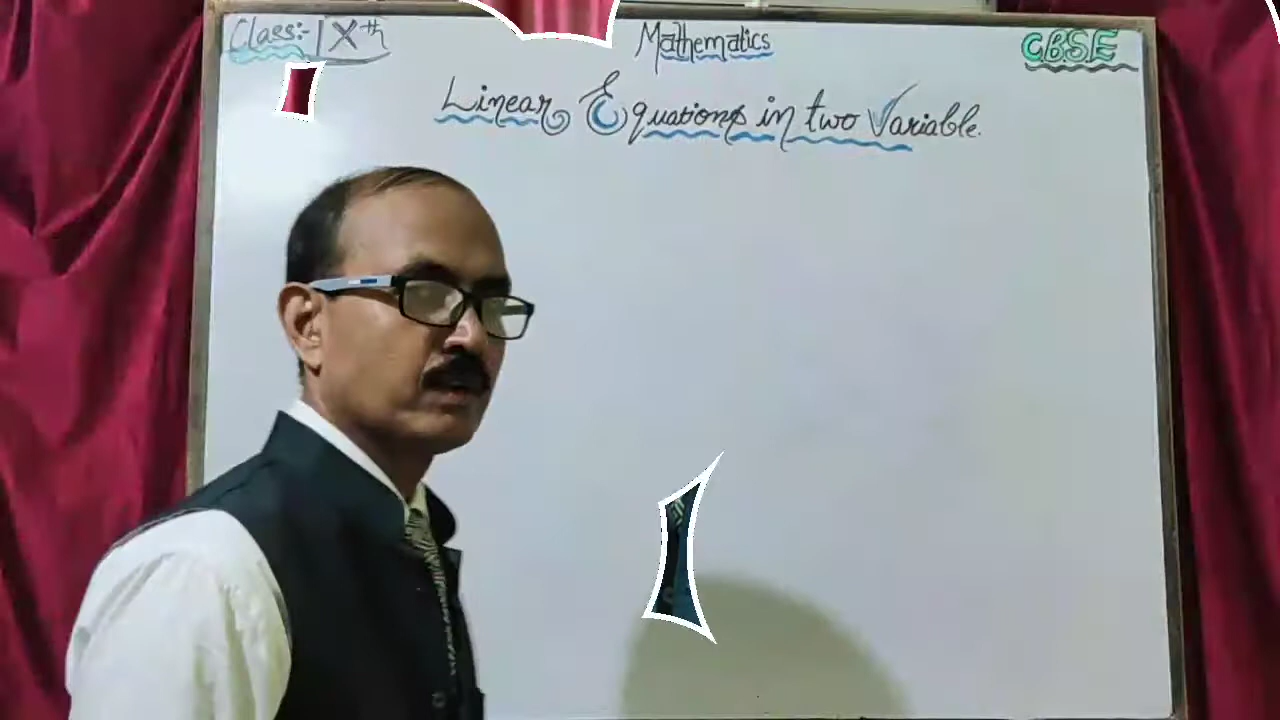 Class:- IXth
Mathematics
CBSE
Linear Equations in two Variable.